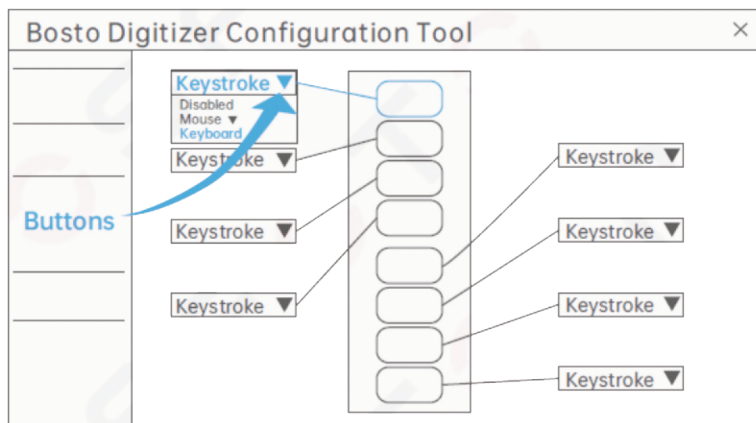 Bosto Digitizer Configuration Tool ×
Keystroke ▼
Disabled
Mouse ▼
Keyboard
Keystroke ▼
Keystroke ▼
Buttons
Keystroke ▼
Keystroke ▼
Keystroke ▼
Keystroke ▼
Keystroke ▼